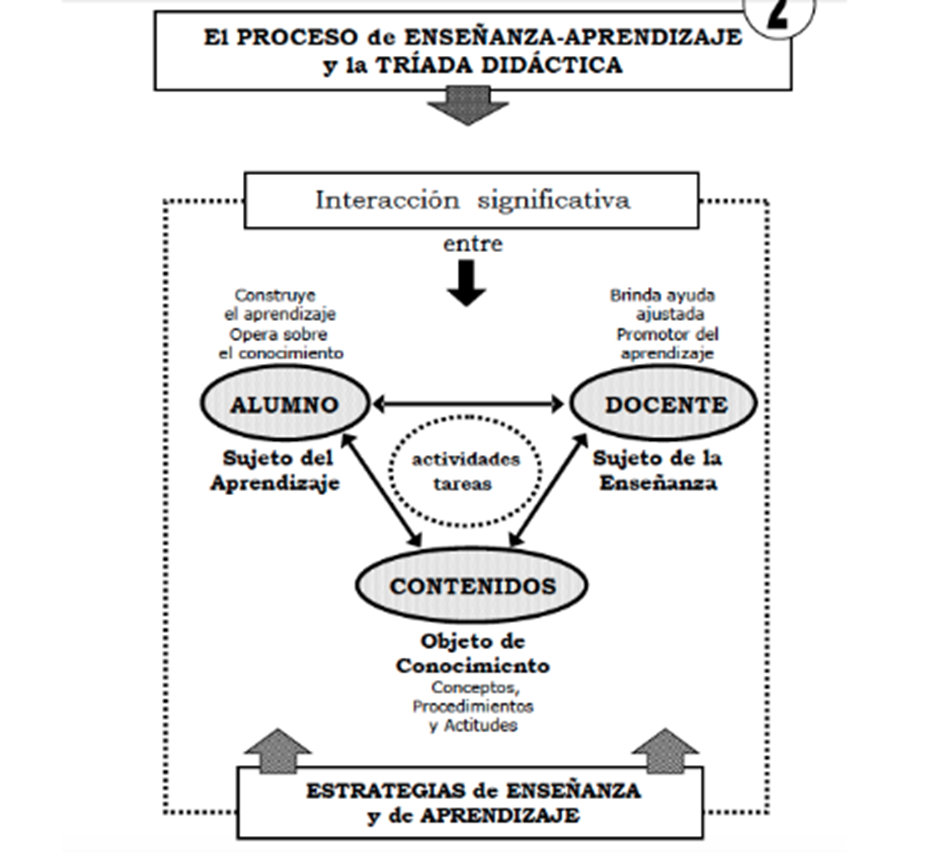 2
El PROCESO de ENSEÑANZA-APRENDIZAJE
y la TRÍADA DIDÁCTICA
Interacción significativa
entre
Construye
el aprendizaje
Opera sobre
el conocimiento
Brinda ayuda
ajustada
Promotor del
aprendizaje
ALUMNO
DOCENTE
Sujeto del
Aprendizaje
actividades
tareas
Sujeto de la
Enseñanza
CONTENIDOS
Objeto de
Conocimiento
Conceptos,
Procedimientos
y Actitudes
ESTRATEGIAS de ENSEÑANZA
y de APRENDIZAJE